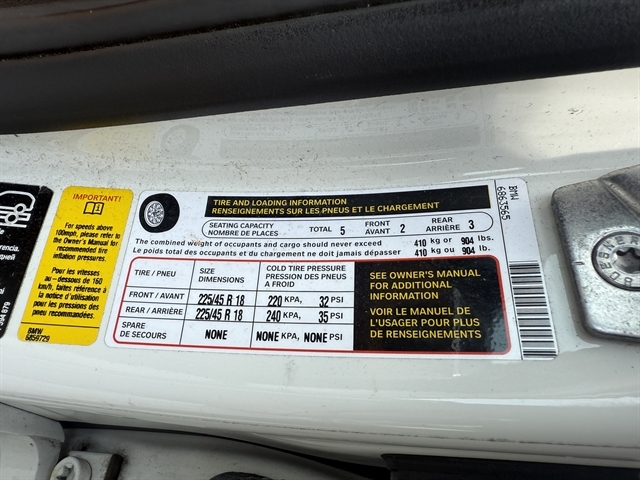 rencia.
aquell
594 879
IMPORTANT!
For speeds above
100mph, please refer to
the Owner's Manual for
recommended tire
inflation pressures.
Pour les vitesses
au - dessous de 160
km/h, faites référence à
la notice d'utilisation
pour les pressions des
pneu recommandées.
BMW
6859729
TIRE AND LOADING INFORMATION
RENSEIGNEMENTS SUR LES PNEUS ET LE CHARGEMENT
SEATING CAPACITY
NOMBRE DE PLACES
TOTAL 5
FRONT
AVANT 2
REAR
ARRIÈRE 3
The combined weight of occupants and cargo should never exceed 410 kg or 904 lbs.
Le poids total des occupants et du chargement ne doit jamais dépasser 410 kg ou 904 lb.
TIRE / PNEU
SIZE
DIMENSIONS
COLD TIRE PRESSURE
PRESSION DES PNEUS
A FROID
FRONT / AVANT 225/45 R 18 220 KPA, 32 PSI
REAR / ARRIÈRE 225/45 R 18 240 KPA, 35 PSI
SPARE
DE SECOURS NONE NONE KPA, NONE PSI
SEE OWNER'S MANUAL
FOR ADDITIONAL
INFORMATION
VOIR LE MANUEL DE
L'USAGER POUR PLUS
DE RENSEIGNEMENTS
BMW
6863565